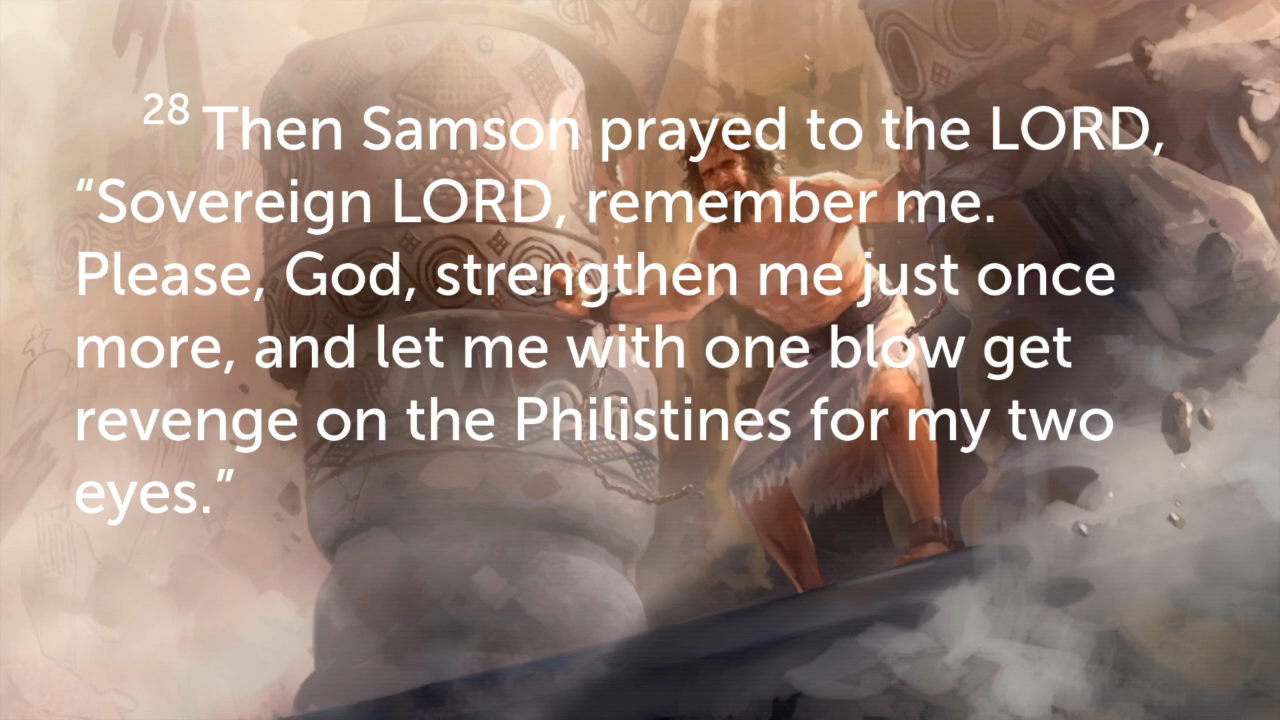 28 Then Samson prayed to the LORD,
“Sovereign LORD, remember me.
Please, God, strengthen me just once
more, and let me with one blow get
revenge on the Philistines for my two
eyes.”